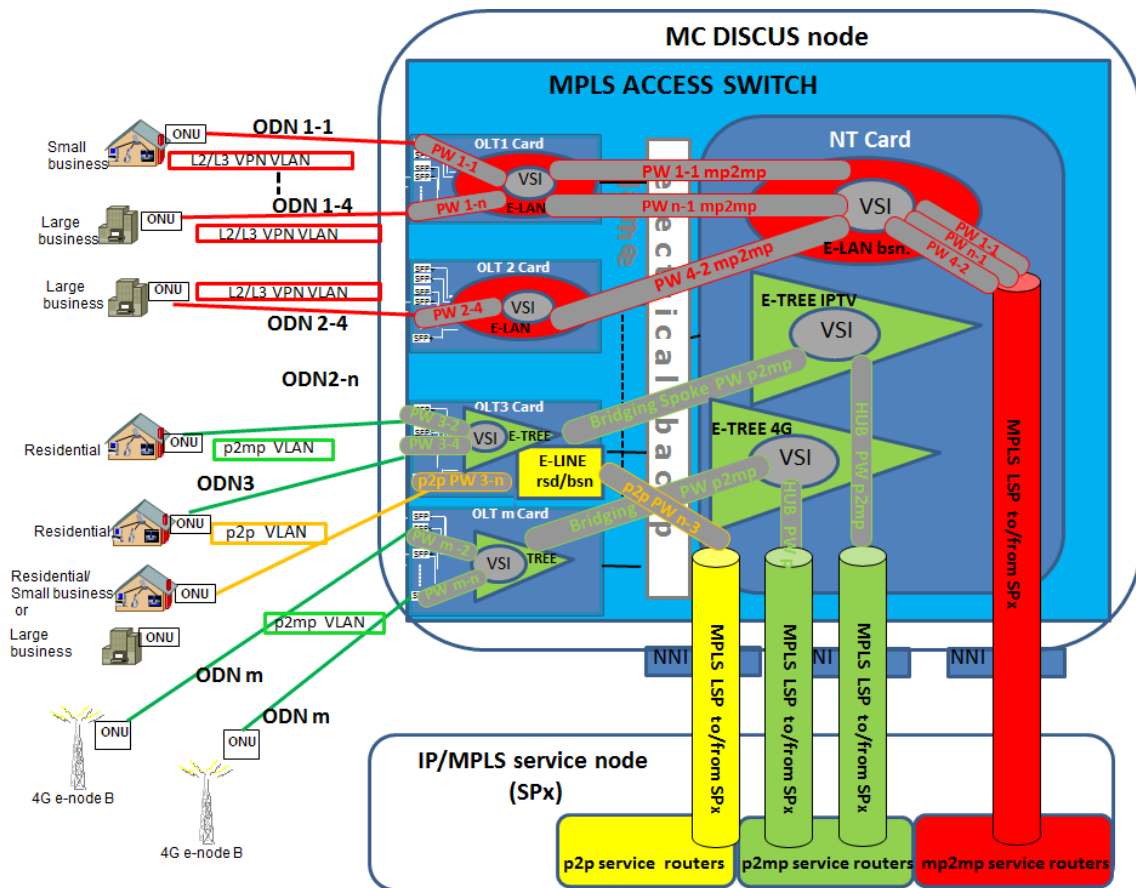 MC DISCUS node
MPLS ACCESS SWITCH
ONU
ODN 1-1
Small
business
L2/L3 VPN VLAN
OLT1 Card
SFP+
PW 1-1
VSI
PW 1-n
E-LAN
PW 1-1 mp2mp
NT Card
PW n-1 mp2mp
VSI
E-LAN bsn.
PW 1-1
PW n-1
PW 4-2
ODN 1-4
Large
business
ONU
L2/L3 VPN VLAN
OLT 2 Card
SFP+
PW 2-4
VSI
E-LAN
PW 4-2 mp2mp
Large
business
ONU
L2/L3 VPN VLAN
ODN 2-4
E-TREE IPTV
VSI
ODN2-n
OLT3 Card
PW 3-2
PW 3-4
VSI
E-TREE
Bridging Spoke PW p2mp
E-TREE 4G
VSI
HUB PW p2mp
Residential
ONU
p2mp VLAN
p2p PW 3-n
E-LINE
rsd/bsn
p2p PW n-3
ODN3
Residential
ONU
p2p VLAN
OLT m Card
SFP+
PW m-2
VSI
TREE
PW m-n
Bridging PW p2mp
HUB PW
Residential/
Small business
or
ONU
Large
business
ONU
p2mp VLAN
ODN m
ODN m
ONU
ONU
4G e-node B
4G e-node B
NNI
NI
NNI
MPLS LSP to/from SPx
MPLS LSP to/from SPx
MPLS LSP to/from SPx
MPLS LSP to/from SPx
IP/MPLS service node
(SPx)
p2p service routers
p2mp service routers
mp2mp service routers